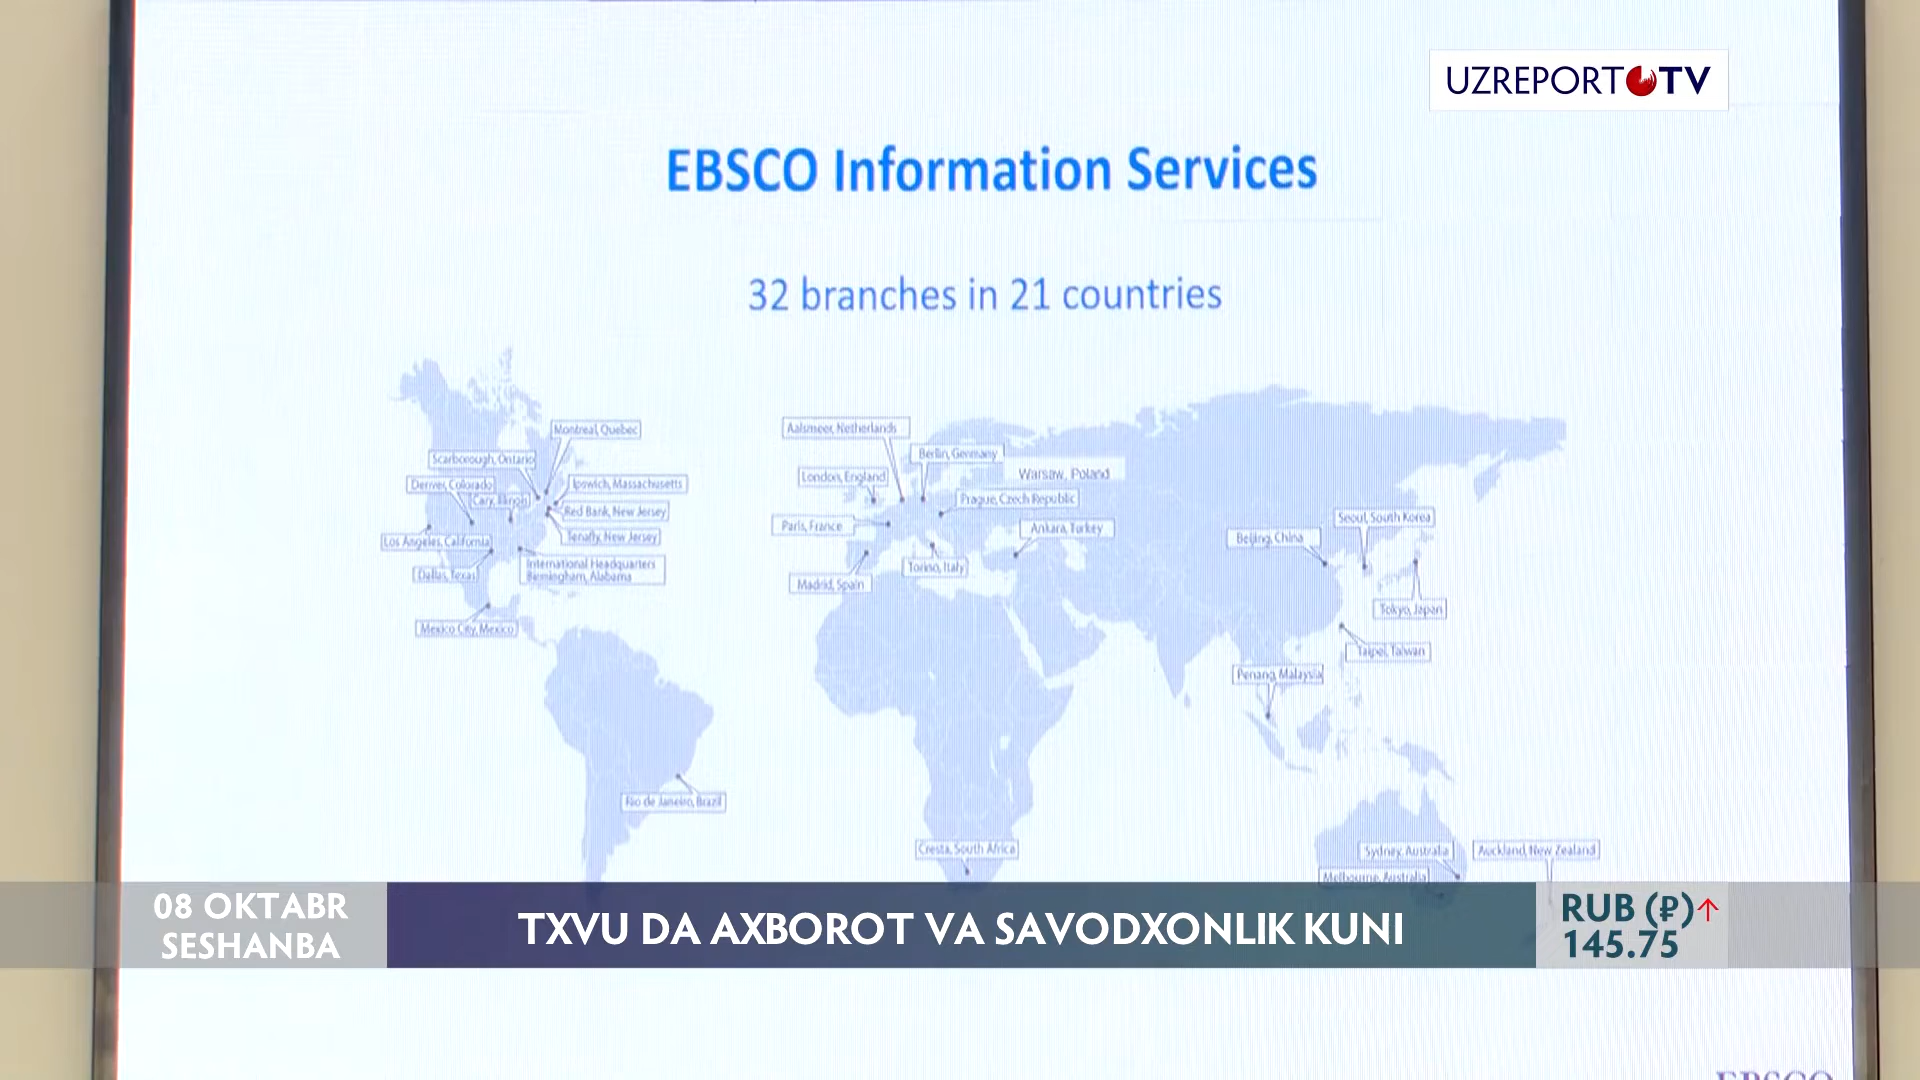 UZREPORT TV
EBSCO Information Services
32 branches in 21 countries
Montreal, Quebec
Scarborough, Ontario
Denver, Colorado
Cary, Illinois
Ipswich, Massachusetts
Red Bank, New Jersey
Tenafly, New Jersey
Los Angeles, California
International Headquarters
Birmingham, Alabama
Dallas, Texas
Mexico City, Mexico
Rio de Janeiro, Brazil
Aalsmeer, Netherlands
Berlin, Germany
London, England
Warsaw, Poland
Prague, Czech Republic
Paris, France
Ankara, Turkey
Torino, Italy
Madrid, Spain
Cresta, South Africa
Seoul, South Korea
Beijing, China
Tokyo, Japan
Taipei, Taiwan
Penang, Malaysia
Sydney, Australia
Auckland, New Zealand
Melbourne, Australia
08 OKTABR
SESHANBA
TXVU DA AXBOROT VA SAVODXONLIK KUNI
RUB (₽)↑
145.75
EBSCO